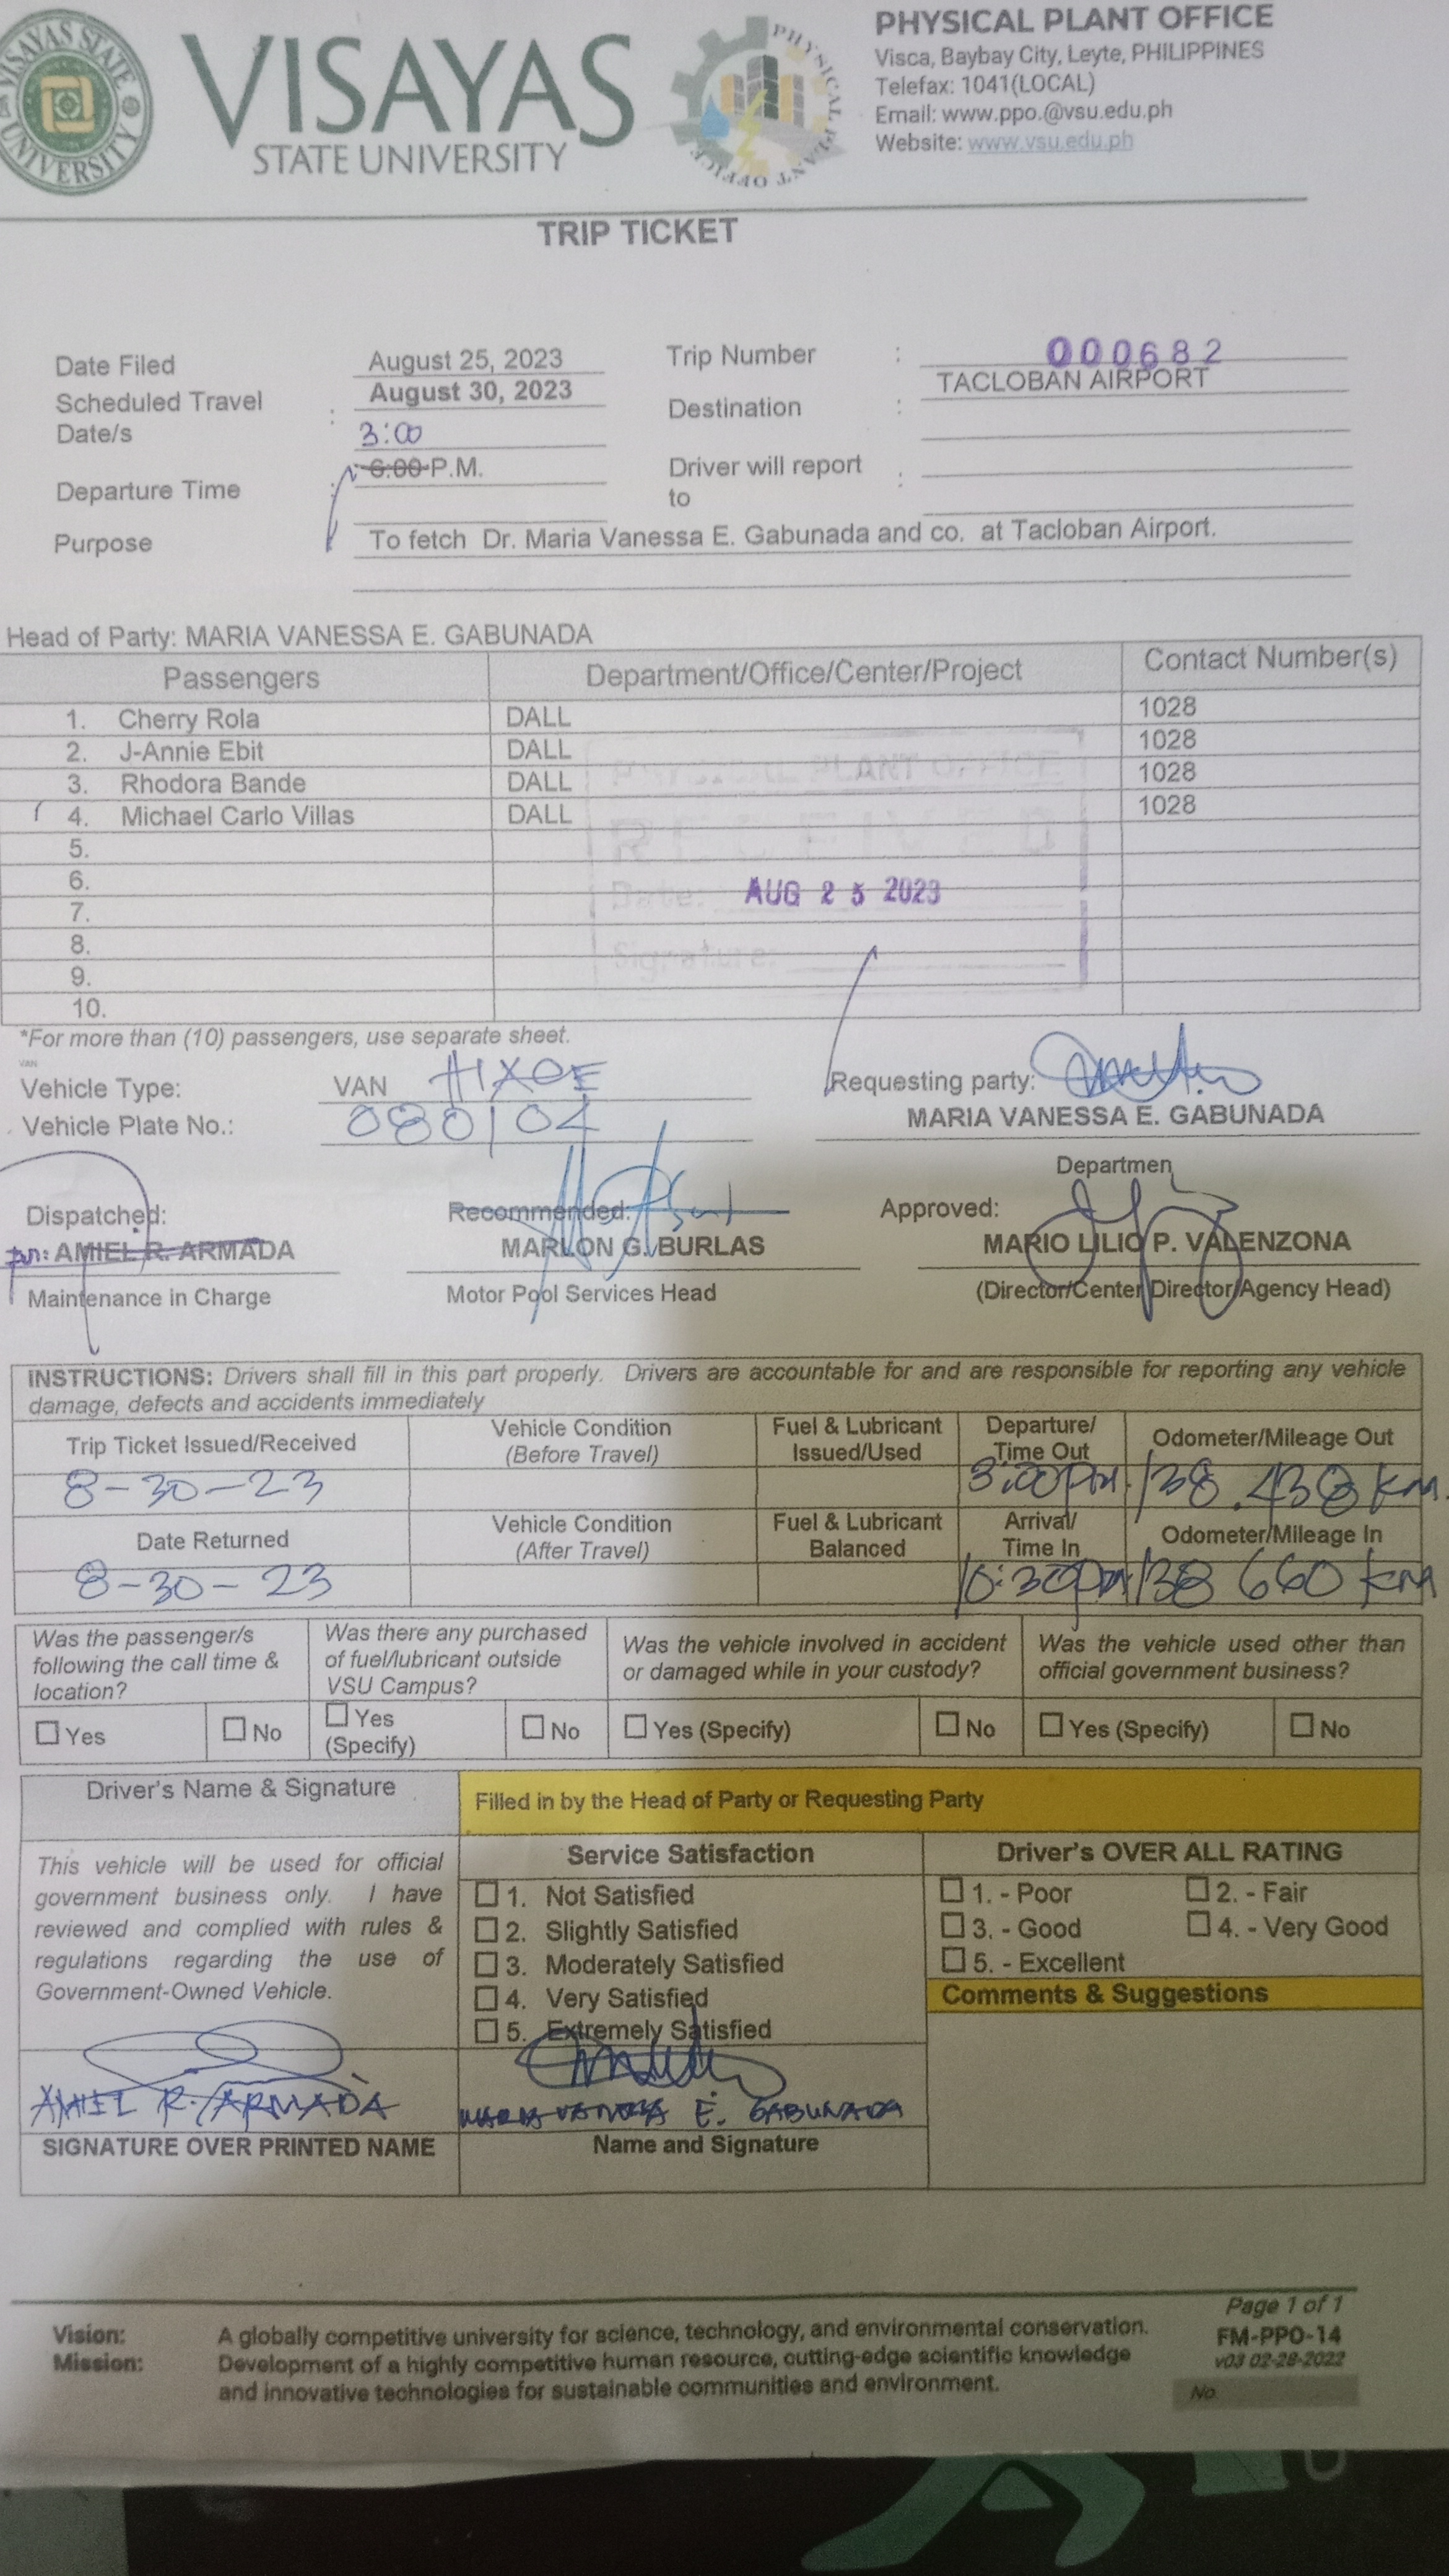 VISAYAS STATE UNIVERSITY
VISAYAS
STATE UNIVERSITY
PHYSICAL PLANT OFFICE
PHYSICAL PLANT OFFICE
Visca, Baybay City, Leyte, PHILIPPINES
Telefax: 1041(LOCAL)
Email: www.ppo.@vsu.edu.ph
Website: www.vsu.edu.ph
TRIP TICKET
Date Filed August 25, 2023 Trip Number : 000682
Scheduled Travel Date/s : August 30, 2023 Destination : TACLOBAN AIRPORT
3:00
Departure Time : 6:00 P.M. Driver will report to :
Purpose To fetch Dr. Maria Vanessa E. Gabunada and co. at Tacloban Airport.
Head of Party: MARIA VANESSA E. GABUNADA
Passengers Department/Office/Center/Project Contact Number(s)
1. Cherry Rola DALL 1028
2. J-Annie Ebit DALL 1028
3. Rhodora Bande DALL 1028
4. Michael Carlo Villas DALL 1028
5.
6.
7.
8.
9.
10.
PHYSICAL PLANT OFFICE
RECEIVED
Date: AUG 25 2023
Signature:
*For more than (10) passengers, use separate sheet.
VAN
Vehicle Type: VAN Requesting party:
Vehicle Plate No.: MARIA VANESSA E. GABUNADA
Departmen
Dispatched: Recommended: Approved:
AMIEL R. ARMADA MARLON G. BURLAS MARIO LILIO P. VALENZONA
Maintenance in Charge Motor Pool Services Head (Director/Center Director/Agency Head)
INSTRUCTIONS: Drivers shall fill in this part properly. Drivers are accountable for and are responsible for reporting any vehicle
damage, defects and accidents immediately
Trip Ticket Issued/Received Vehicle Condition (Before Travel) Fuel & Lubricant Issued/Used Departure/ Time Out Odometer/Mileage Out
8-30-23 3:00pm 138.438 km.
Date Returned Vehicle Condition (After Travel) Fuel & Lubricant Balanced Arrival/ Time In Odometer/Mileage In
8-30-23 10:30pm 138 660 km
Was the passenger/s following the call time & location? Was there any purchased of fuel/lubricant outside VSU Campus? Was the vehicle involved in accident or damaged while in your custody? Was the vehicle used other than official government business?
Yes No Yes (Specify) No Yes (Specify) No Yes (Specify) No
Driver's Name & Signature
Filled in by the Head of Party or Requesting Party
This vehicle will be used for official
government business only. I have
reviewed and complied with rules &
regulations regarding the use of
Government-Owned Vehicle.
Service Satisfaction
1. Not Satisfied
2. Slightly Satisfied
3. Moderately Satisfied
4. Very Satisfied
5. Extremely Satisfied
Driver's OVER ALL RATING
1. - Poor 2. - Fair
3. - Good 4. - Very Good
5. - Excellent
Comments & Suggestions
AMIEL R. ARMADA MARIA VANESSA E. GABUNADA
SIGNATURE OVER PRINTED NAME Name and Signature
Page 1 of 1
FM-PPO-14
v03 02-28-2022
No.
Vision: A globally competitive university for science, technology, and environmental conservation.
Mission: Development of a highly competitive human resource, cutting-edge scientific knowledge
and innovative technologies for sustainable communities and environment.